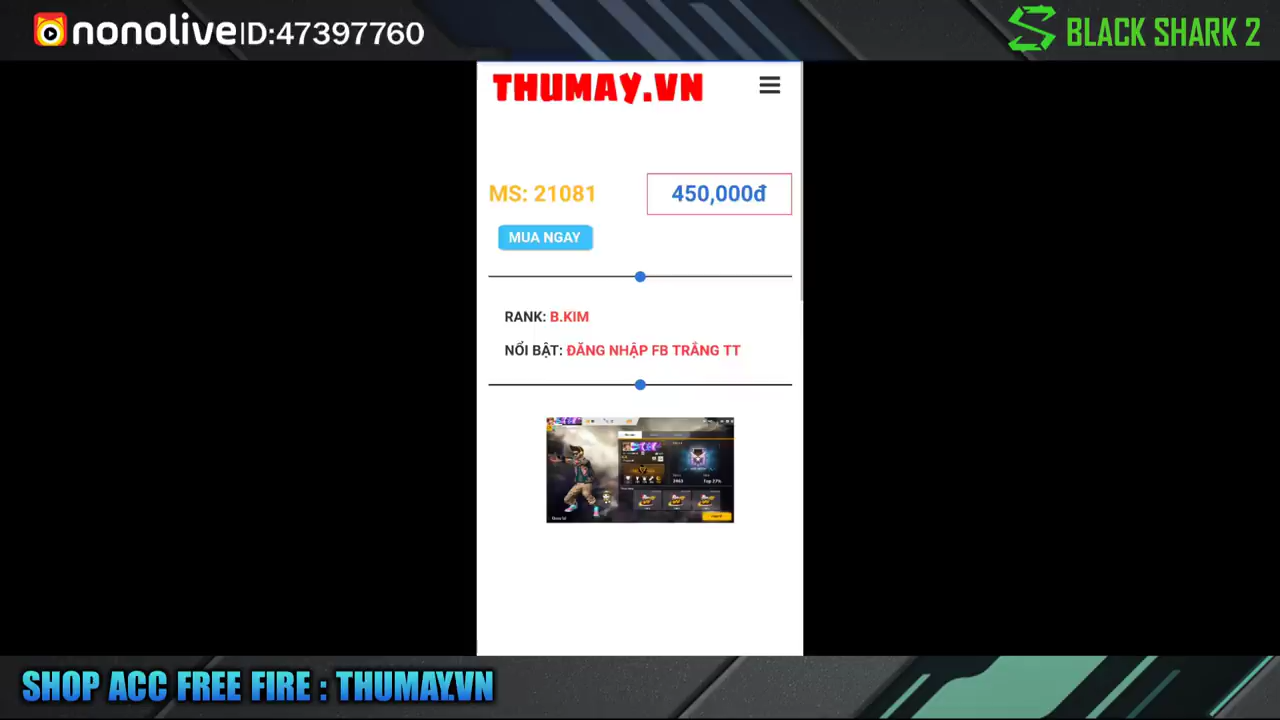 nonolive|ID:47397760
BLACK SHARK 2
THUMAY.VN
MS: 21081
450,000đ
MUA NGAY
RANK: B.KIM
NỔI BẬT: ĐĂNG NHẬP FB TRẮNG TT
SHOP ACC FREE FIRE : THUMAY.VN